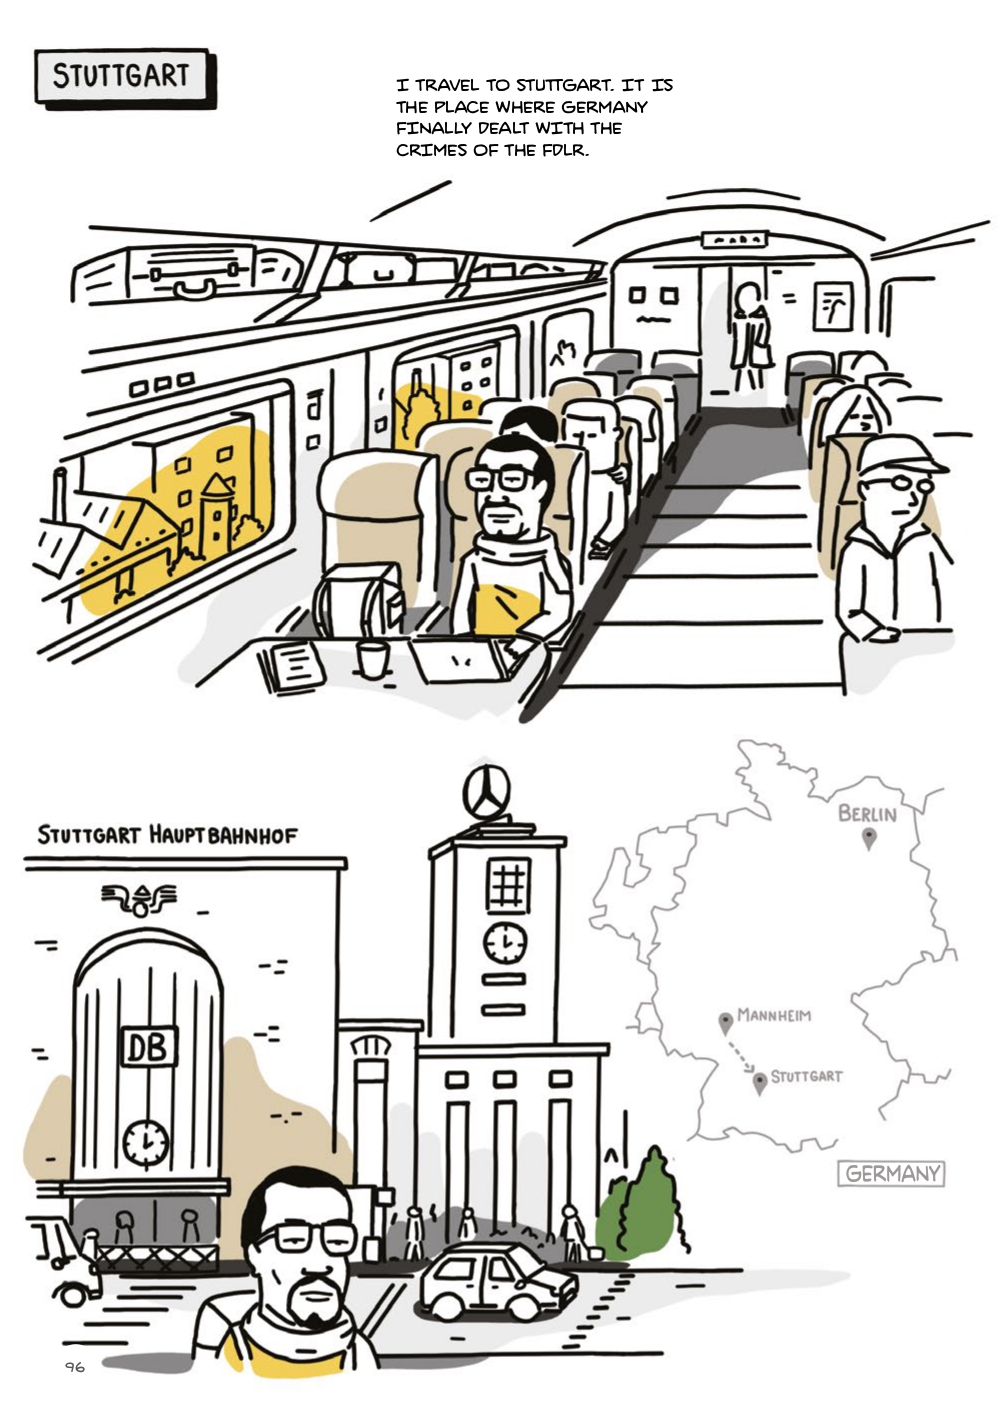 STUTTGART
I TRAVEL TO STUTTGART. IT IS
THE PLACE WHERE GERMANY
FINALLY DEALT WITH THE
CRIMES OF THE FDLR.
STUTTGART HAUPTBAHNHOF
DB
BERLIN
MANNHEIM
STUTTGART
GERMANY
96